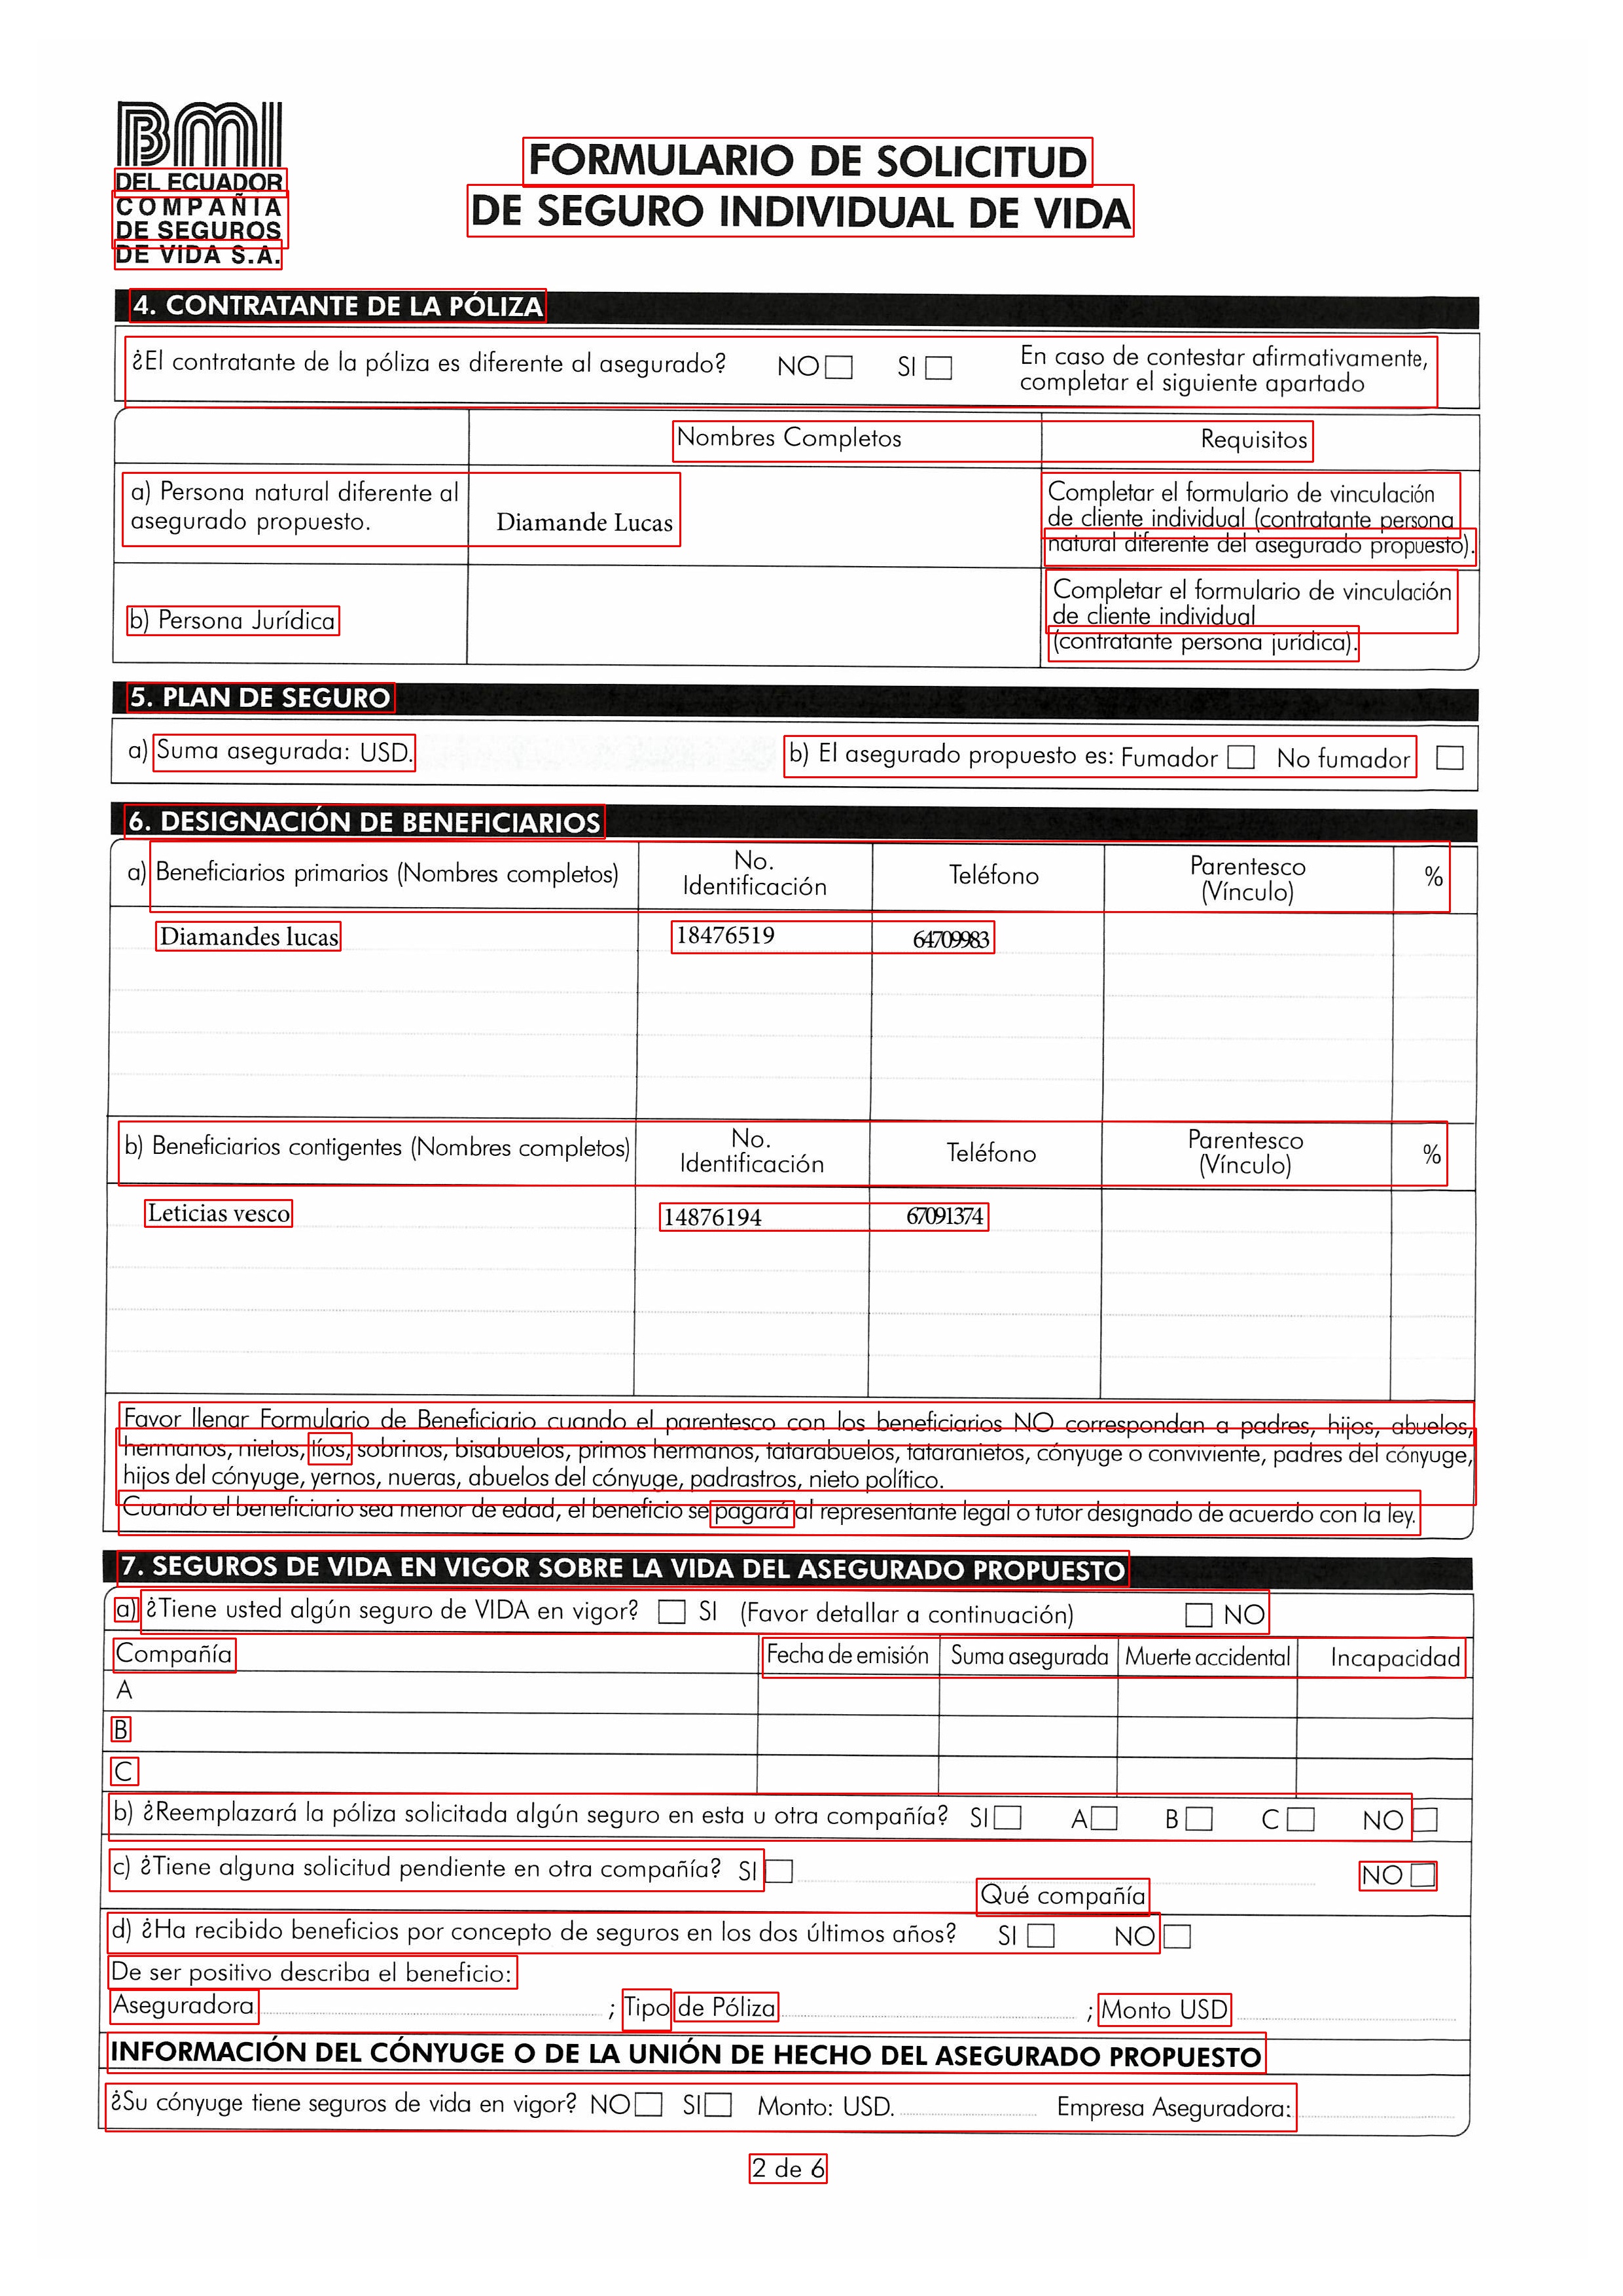 BMI
DEL ECUADOR
COMPAÑIA
DE SEGUROS
DE VIDA S.A.
FORMULARIO DE SOLICITUD
DE SEGURO INDIVIDUAL DE VIDA
4. CONTRATANTE DE LA PÓLIZA
¿El contratante de la póliza es diferente al asegurado? NO SI En caso de contestar afirmativamente,
completar el siguiente apartado
Nombres Completos Requisitos
a) Persona natural diferente al
asegurado propuesto.
Diamande Lucas
Completar el formulario de vinculación
de cliente individual (contratante persona
natural diferente del asegurado propuesto).
b) Persona Jurídica
Completar el formulario de vinculación
de cliente individual
(contratante persona jurídica).
5. PLAN DE SEGURO
a) Suma asegurada: USD. b) El asegurado propuesto es: Fumador No fumador
6. DESIGNACIÓN DE BENEFICIARIOS
a) Beneficiarios primarios (Nombres completos) No. Identificación Teléfono Parentesco (Vínculo) %
Diamandes lucas 18476519 64709983
b) Beneficiarios contigentes (Nombres completos) No. Identificación Teléfono Parentesco (Vínculo) %
Leticias vesco 14876194 67091374
Favor llenar Formulario de Beneficiario cuando el parentesco con los beneficiarios NO correspondan a padres, hijos, abuelos,
hermanos, nietos, tíos, sobrinos, bisabuelos, primos hermanos, tatarabuelos, tataranietos, cónyuge o conviviente, padres del cónyuge,
hijos del cónyuge, yernos, nueras, abuelos del cónyuge, padrastros, nieto político.
Cuando el beneficiario sea menor de edad, el beneficio se pagará al representante legal o tutor designado de acuerdo con la ley.
7. SEGUROS DE VIDA EN VIGOR SOBRE LA VIDA DEL ASEGURADO PROPUESTO
a) ¿Tiene usted algún seguro de VIDA en vigor? SI (Favor detallar a continuación) NO
Compañía Fecha de emisión Suma asegurada Muerte accidental Incapacidad
A
B
C
b) ¿Reemplazará la póliza solicitada algún seguro en esta u otra compañía? SI A B C NO
c) ¿Tiene alguna solicitud pendiente en otra compañía? SI NO
Qué compañía
d) ¿Ha recibido beneficios por concepto de seguros en los dos últimos años? SI NO
De ser positivo describa el beneficio:
Aseguradora ; Tipo de Póliza ; Monto USD
INFORMACIÓN DEL CÓNYUGE O DE LA UNIÓN DE HECHO DEL ASEGURADO PROPUESTO
¿Su cónyuge tiene seguros de vida en vigor? NO SI Monto: USD. Empresa Aseguradora:
2 de 6